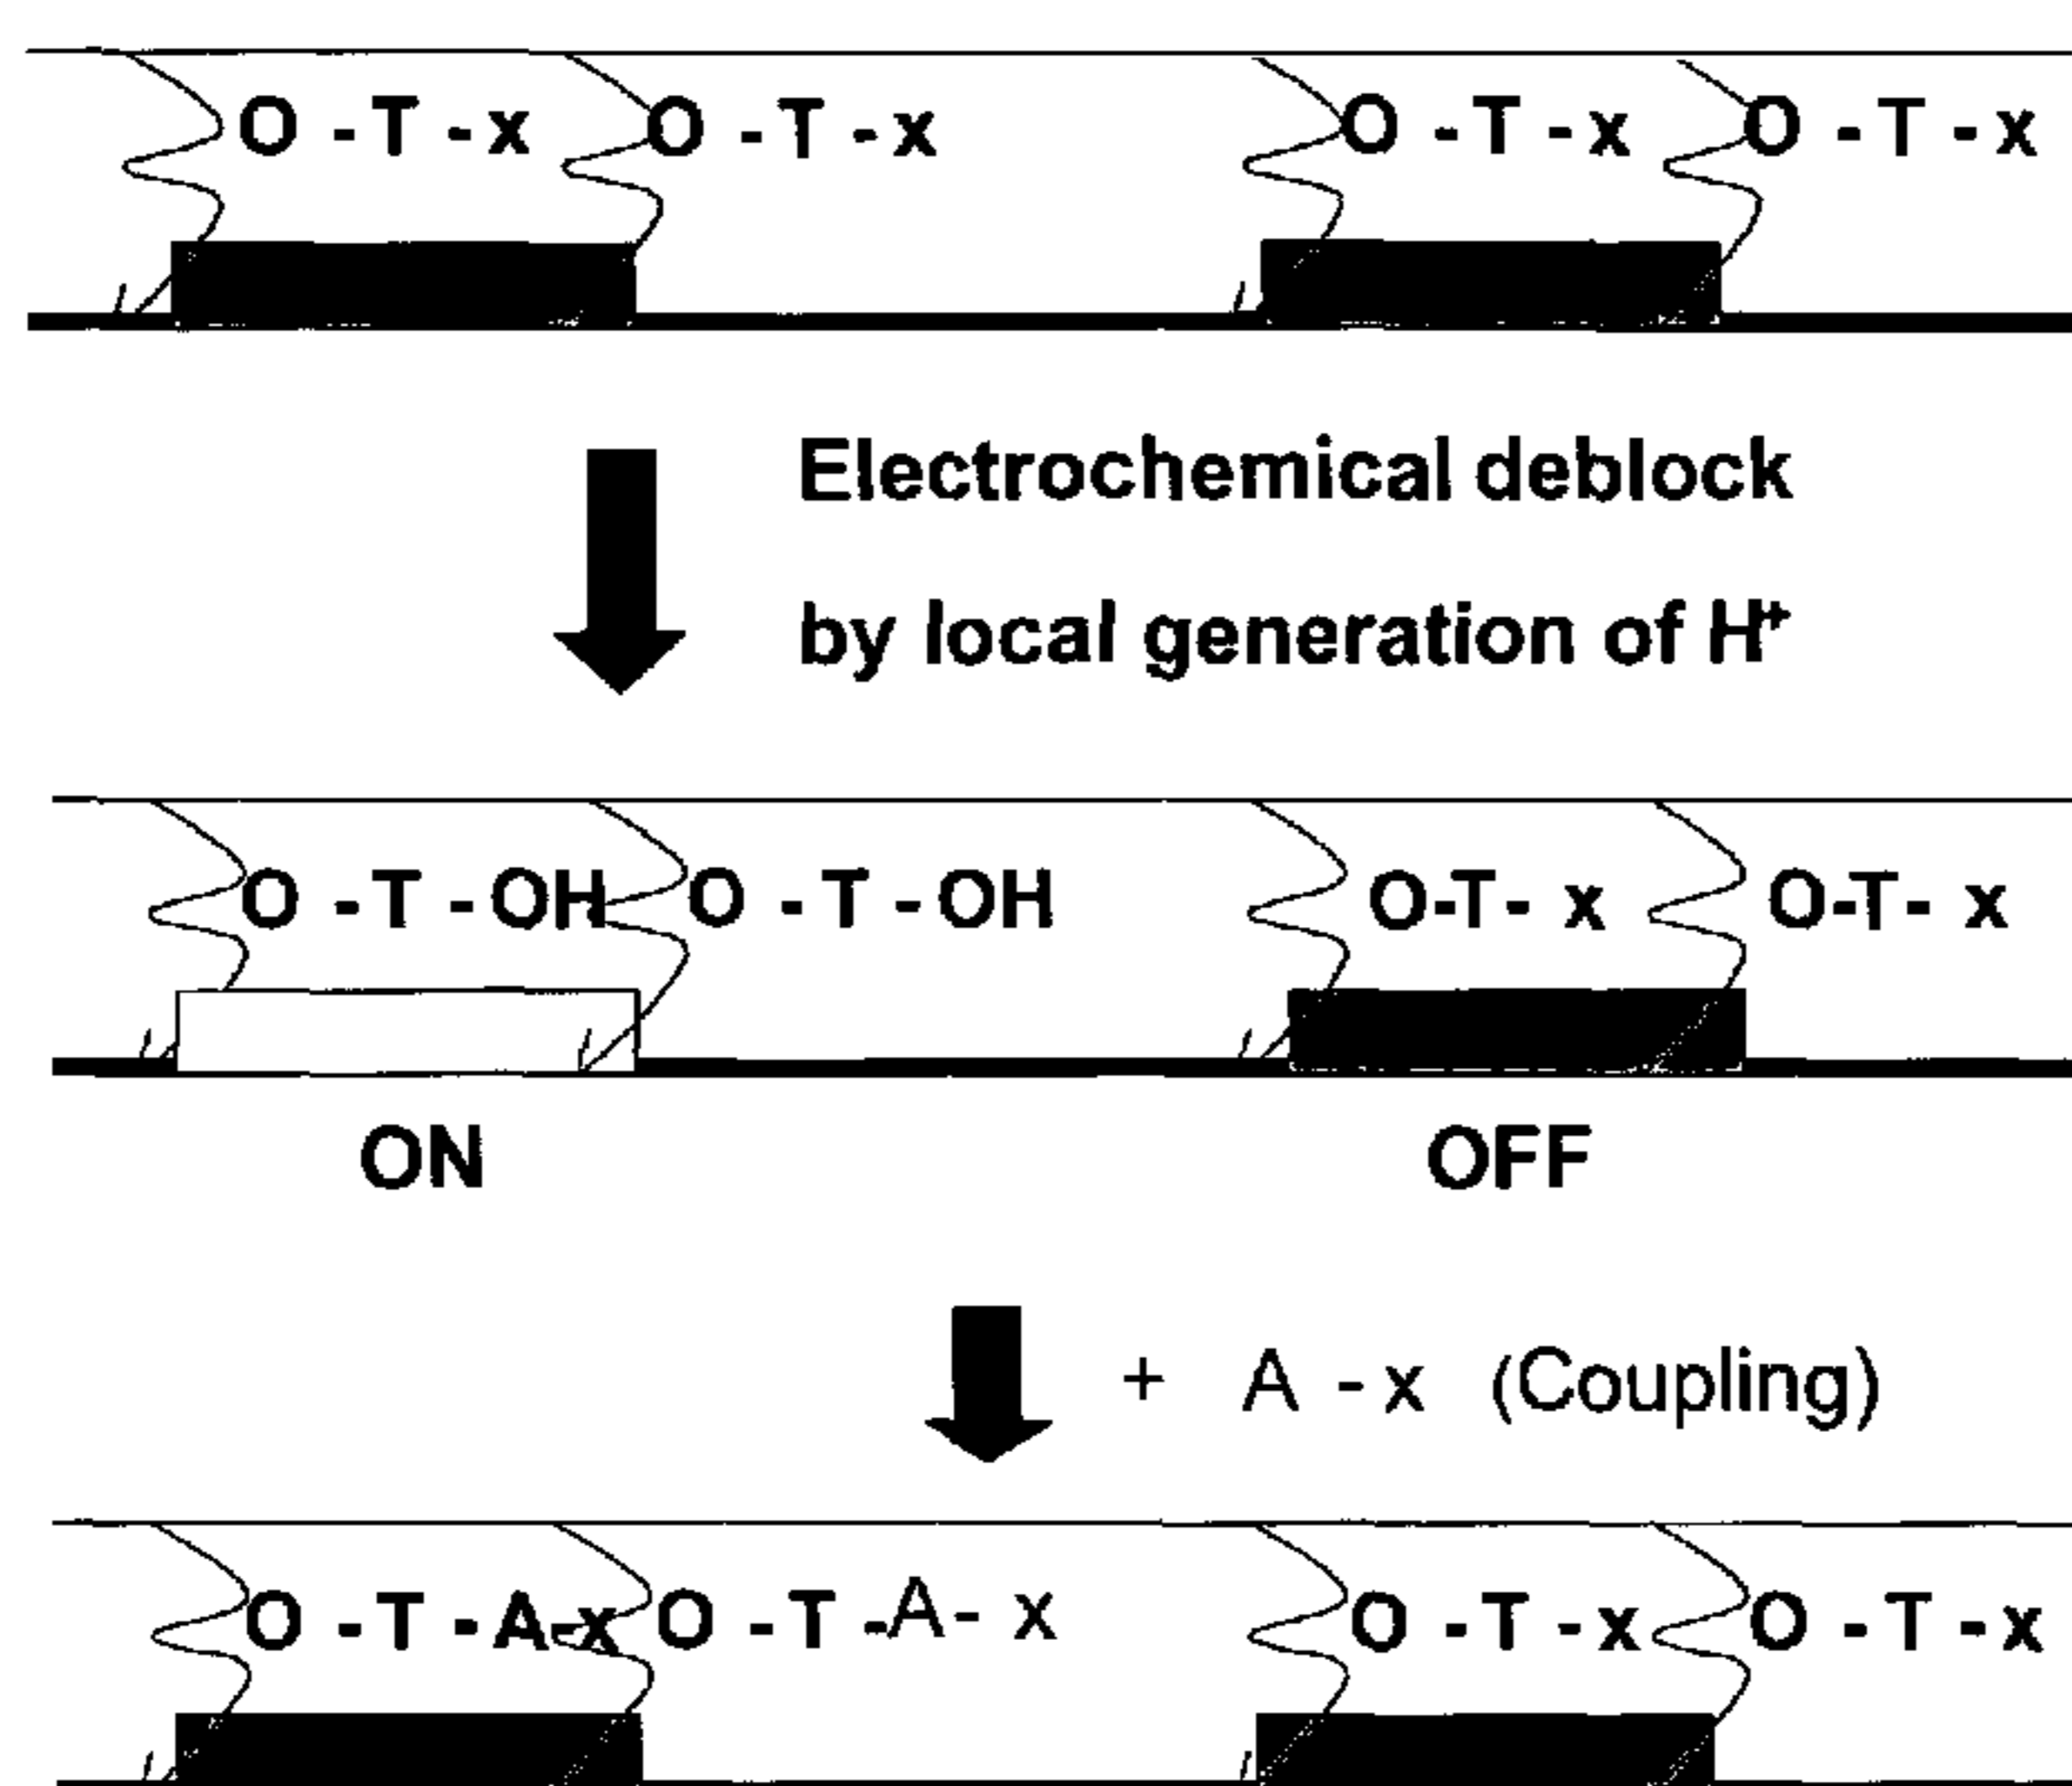 O - T - x O - T - x O - T - x O - T - x
Electrochemical deblock
by local generation of H⁺
O - T - OH O - T - OH O-T- x O-T- x
ON OFF
+ A - x (Coupling)
O - T - A-x O - T -A- x O - T - x O - T - x